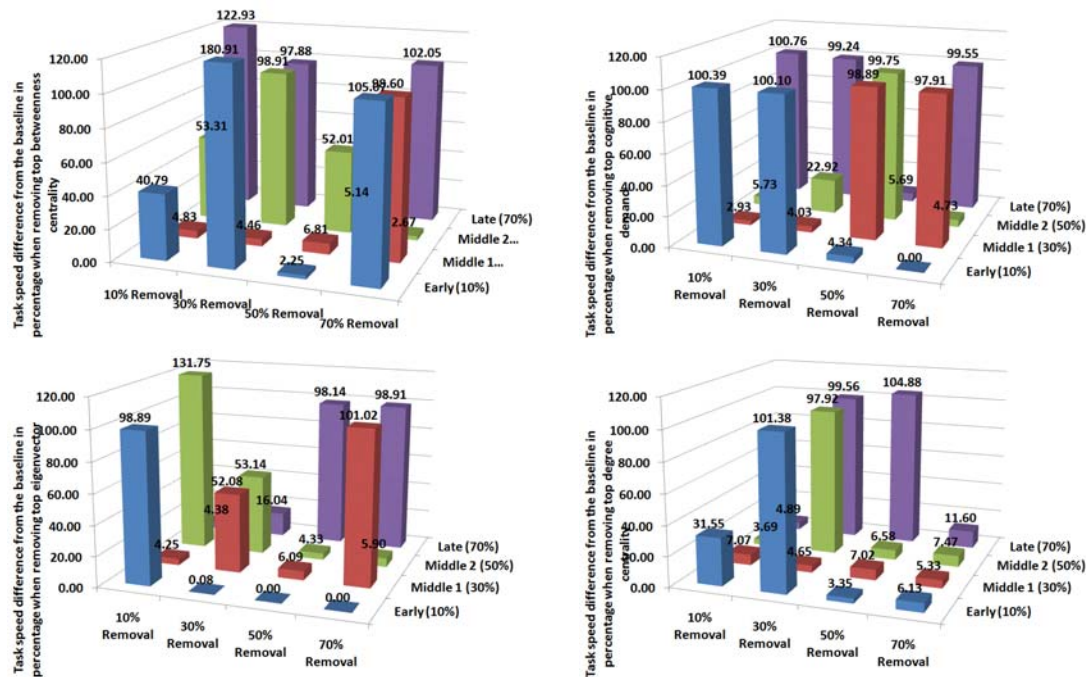 Task speed difference from the baseline in
percentage when removing top betweenness
centrality
120.00
100.00
80.00
60.00
40.00
20.00
0.00
122.93
180.91
98.91
97.88
102.05
53.31
52.01
5.14
40.79
4.83
4.46
6.81
2.67
2.25
10% Removal
30% Removal
50% Removal
70% Removal
Late (70%)
Middle 2...
Middle 1...
Early (10%)
Task speed difference from the baseline in
percentage when removing top cognitive
demand
120.00
100.00
80.00
60.00
40.00
20.00
0.00
100.76
99.24
99.75
99.55
100.39
100.10
98.89
97.91
5.73
22.92
5.69
4.73
2.93
4.03
4.34
0.00
10%
Removal
30%
Removal
50%
Removal
70%
Removal
Late (70%)
Middle 2 (50%)
Middle 1 (30%)
Early (10%)
Task speed difference from the baseline in
percentage when removing top eigenvector
120.00
100.00
80.00
60.00
40.00
20.00
0.00
131.75
98.14
98.91
98.89
101.02
52.08
53.14
4.38
16.04
4.25
4.33
5.90
6.09
0.08
0.00
0.00
10%
Removal
30%
Removal
50%
Removal
70%
Removal
Late (70%)
Middle 2 (50%)
Middle 1 (30%)
Early (10%)
Task speed difference from the baseline in
percentage when removing top degree
centrality
120.00
100.00
80.00
60.00
40.00
20.00
0.00
99.56
104.88
97.92
101.38
31.55
4.89
11.60
3.69
6.58
7.47
7.07
4.65
7.02
5.33
3.35
6.13
10%
Removal
30%
Removal
50%
Removal
70%
Removal
Late (70%)
Middle 2 (50%)
Middle 1 (30%)
Early (10%)